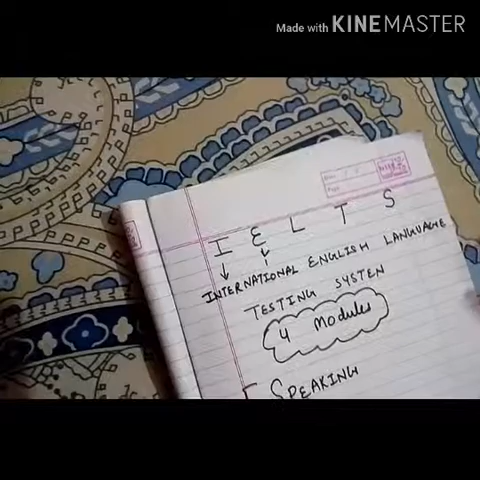 Made with KINEMASTER
I E L T S
INTERNATIONAL ENGLISH LANGUAGE
TESTING SYSTEM
4 Modules
SPEAKING